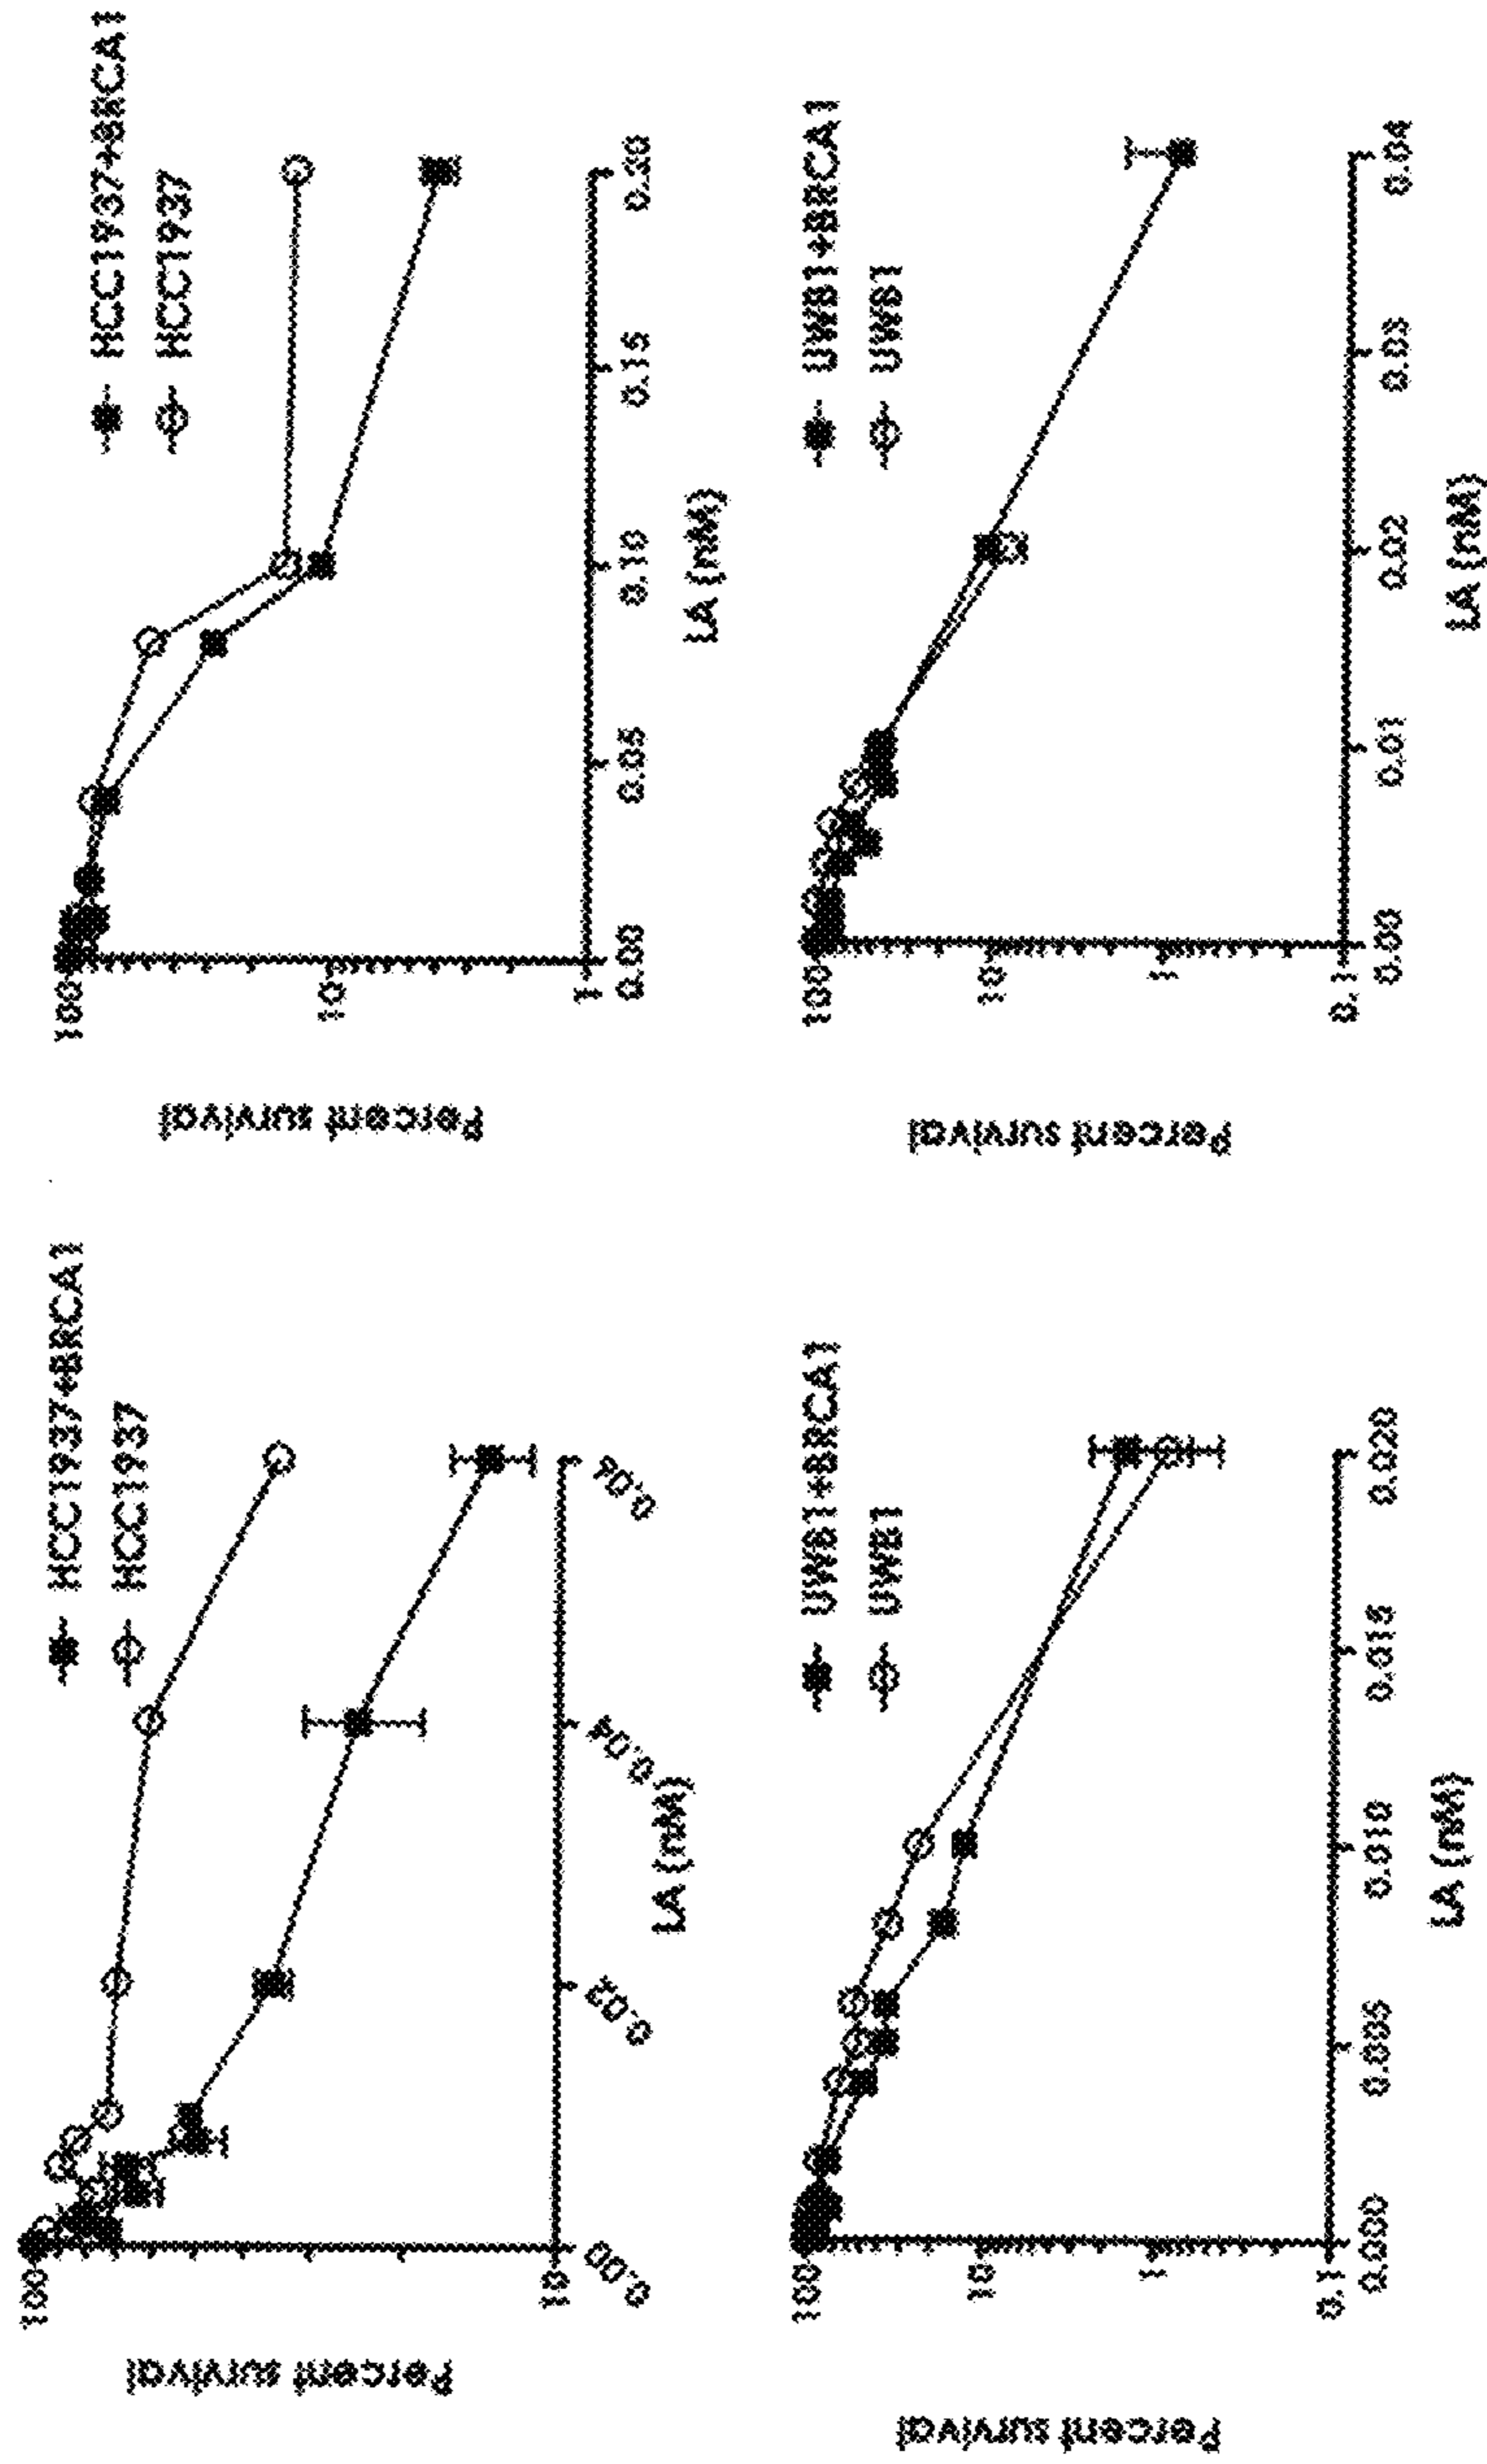 HCC1937+BRCA1
HCC1937
Percent survival
100
10
0.00
0.02
0.04
0.06
LA (nM)
HCC1937+BRCA1
HCC1937
Percent survival
100
10
1
0.00
0.05
0.10
0.15
0.20
LA (nM)
UWB1+BRCA1
UWB1
Percent survival
100
10
1
0.1
0.000
0.005
0.010
0.015
0.020
LA (nM)
UWB1+BRCA1
UWB1
Percent survival
100
10
1
0.1
0.00
0.01
0.02
0.03
0.04
LA (nM)